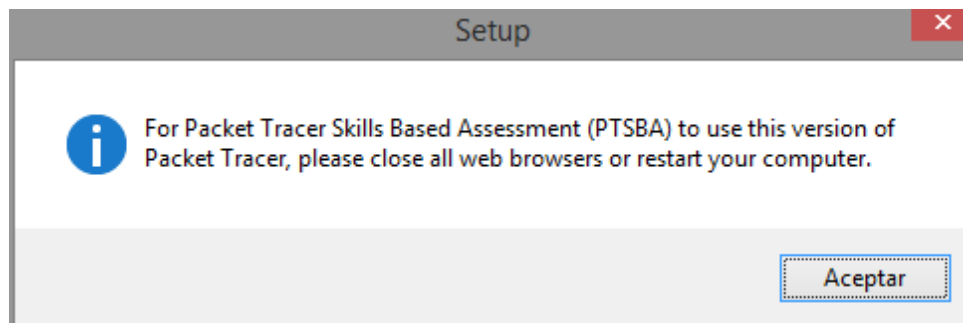 Setup
For Packet Tracer Skills Based Assessment (PTSBA) to use this version of
Packet Tracer, please close all web browsers or restart your computer.
Aceptar